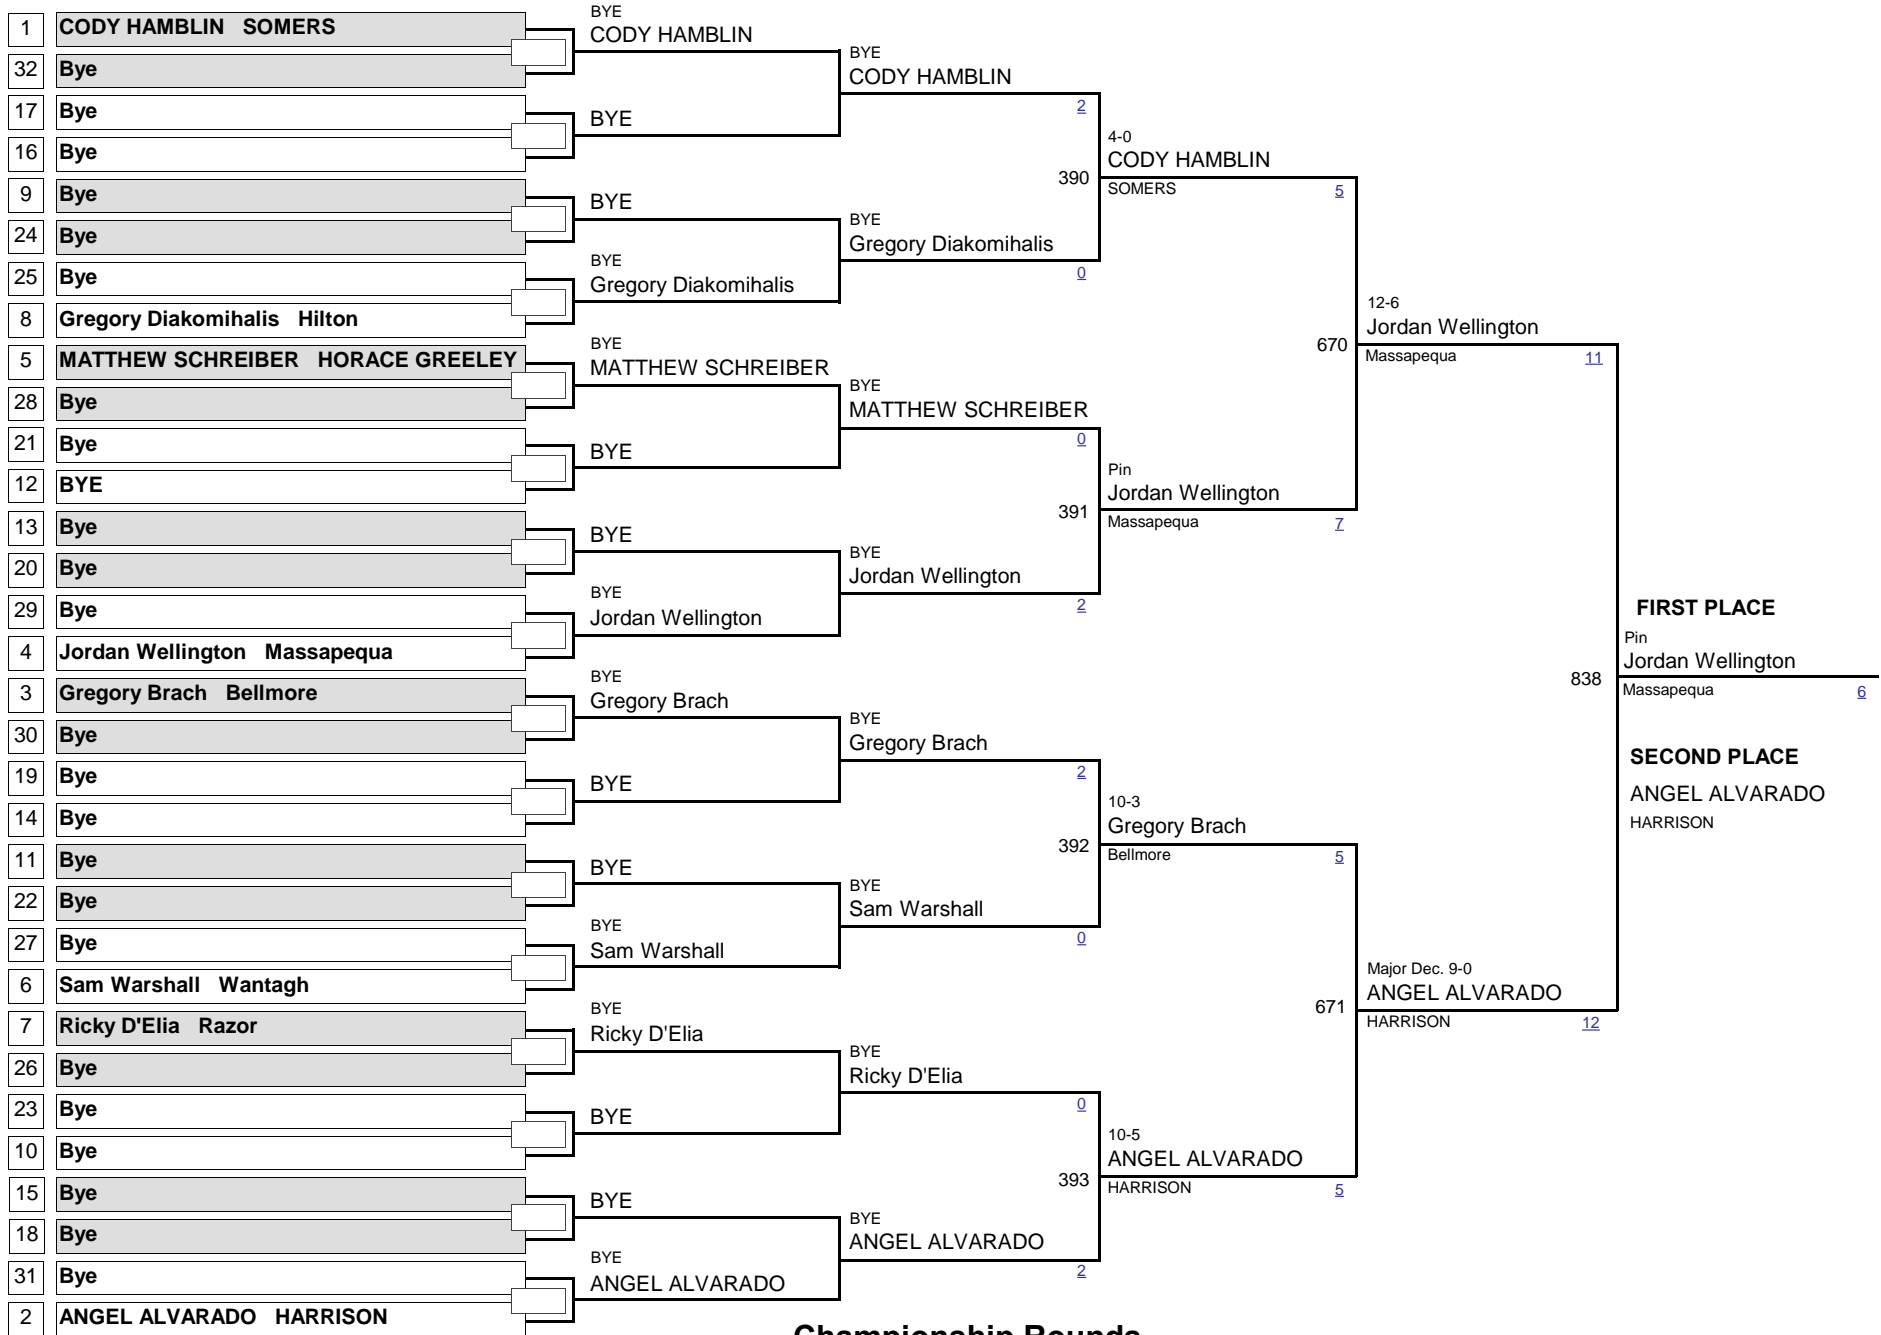 1 CODY HAMBLIN SOMERS
32 Bye
17 Bye
16 Bye
9 Bye
24 Bye
25 Bye
8 Gregory Diakomihalis Hilton
5 MATTHEW SCHREIBER HORACE GREELEY
28 Bye
21 Bye
12 BYE
13 Bye
20 Bye
29 Bye
4 Jordan Wellington Massapequa
3 Gregory Brach Bellmore
30 Bye
19 Bye
14 Bye
11 Bye
22 Bye
27 Bye
6 Sam Warshall Wantagh
7 Ricky D'Elia Razor
26 Bye
23 Bye
10 Bye
15 Bye
18 Bye
31 Bye
2 ANGEL ALVARADO HARRISON
BYE
CODY HAMBLIN
BYE
BYE
BYE
Gregory Diakomihalis
BYE
MATTHEW SCHREIBER
BYE
BYE
BYE
Jordan Wellington
BYE
Gregory Brach
BYE
BYE
BYE
Sam Warshall
BYE
Ricky D'Elia
BYE
BYE
BYE
ANGEL ALVARADO
BYE
CODY HAMBLIN
2
390
BYE
Gregory Diakomihalis
0
BYE
MATTHEW SCHREIBER
0
391
BYE
Jordan Wellington
2
BYE
Gregory Brach
2
392
BYE
Sam Warshall
0
BYE
Ricky D'Elia
0
393
BYE
ANGEL ALVARADO
2
4-0
CODY HAMBLIN
SOMERS 5
670
Pin
Jordan Wellington
Massapequa 7
10-3
Gregory Brach
Bellmore 5
671
10-5
ANGEL ALVARADO
HARRISON 5
12-6
Jordan Wellington
Massapequa 11
838
Major Dec. 9-0
ANGEL ALVARADO
HARRISON 12
FIRST PLACE
Pin
Jordan Wellington
Massapequa 6
SECOND PLACE
ANGEL ALVARADO
HARRISON
Championship Rounds